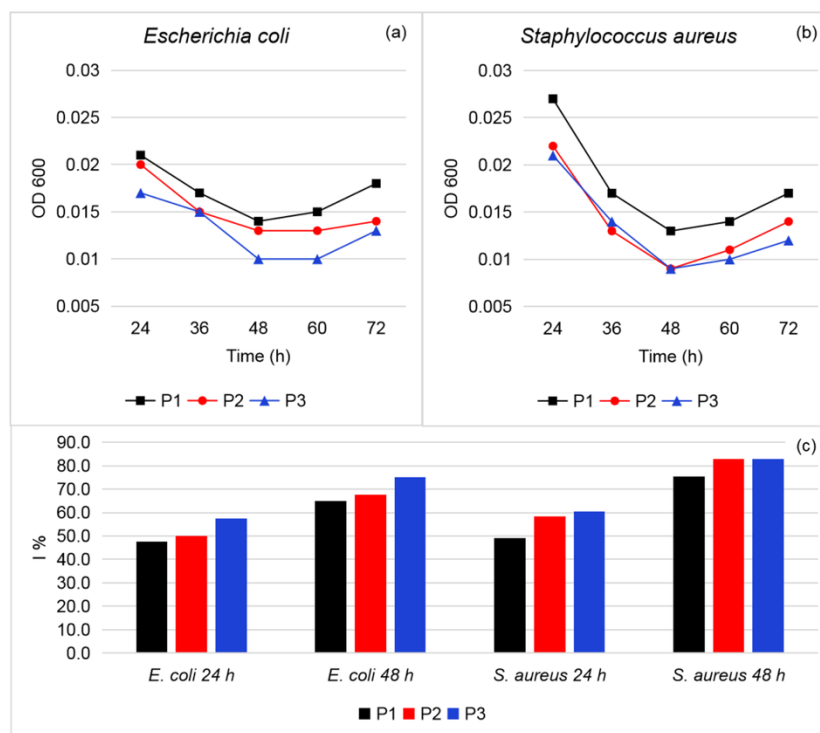 Escherichia coli (a)
0.03
0.025
0.02
0.015
0.01
0.005
OD 600
24 36 48 60 72
Time (h)
P1 P2 P3
Staphylococcus aureus (b)
0.03
0.025
0.02
0.015
0.01
0.005
OD 600
24 36 48 60 72
Time (h)
P1 P2 P3
(c)
90.0
80.0
70.0
60.0
50.0
40.0
30.0
20.0
10.0
0.0
I %
E. coli 24 h E. coli 48 h S. aureus 24 h S. aureus 48 h
P1 P2 P3